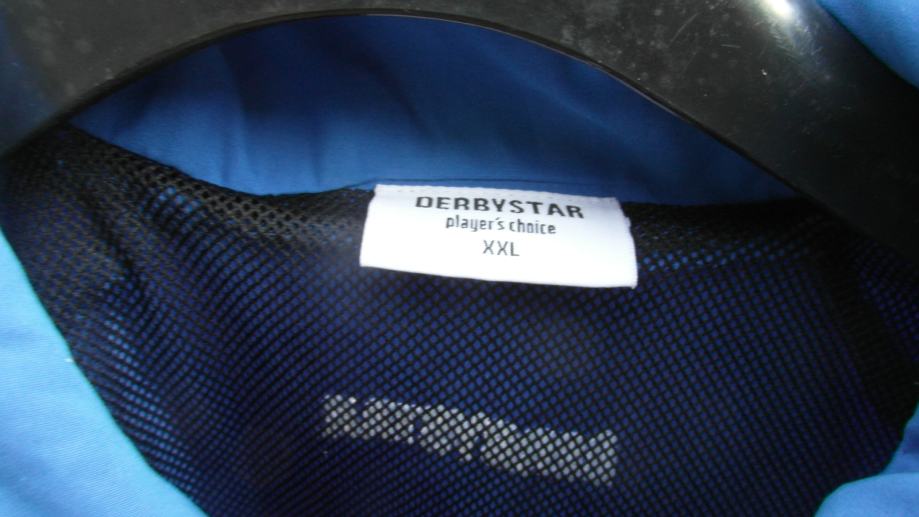 DERBYSTAR
player's choice
XXL